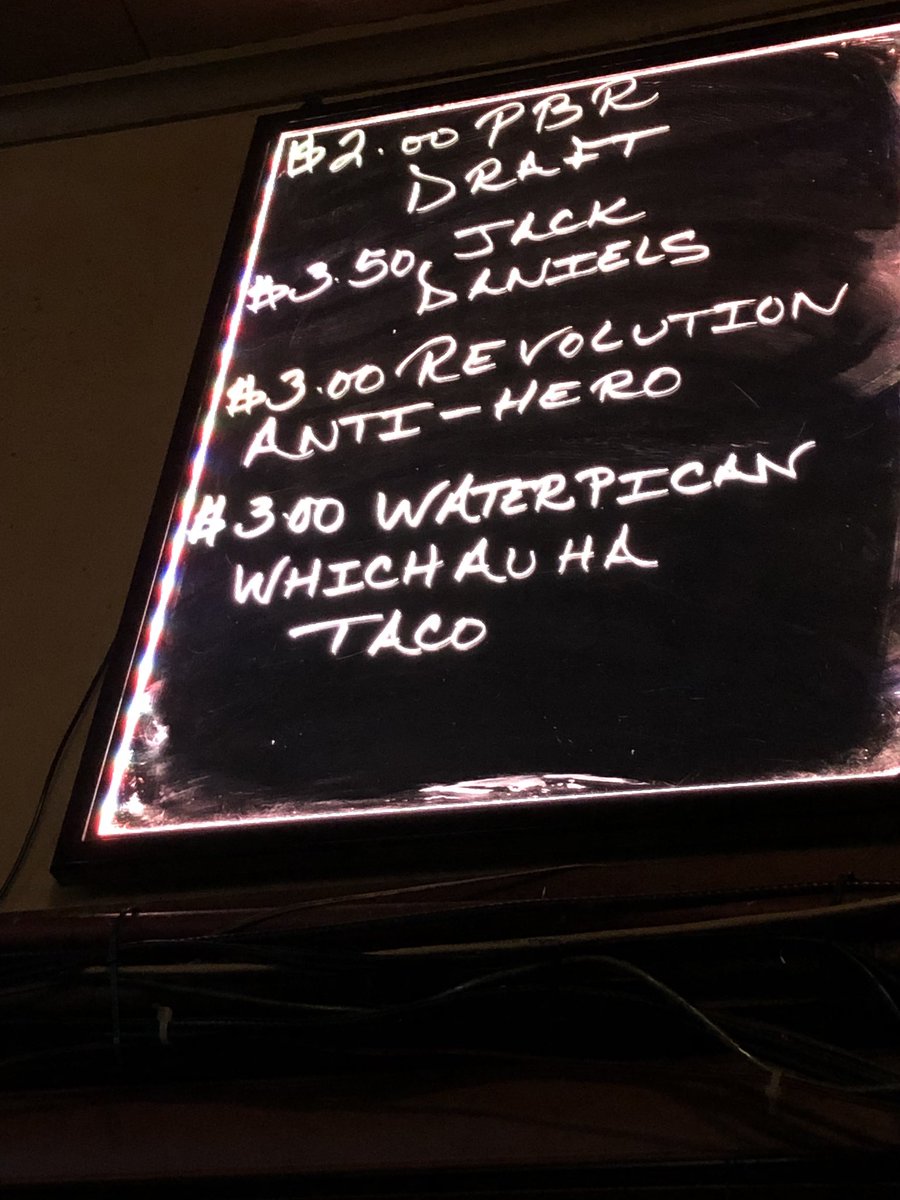 $2.00 PBR
DRAFT
$3.50 JACK
DANIELS
$3.00 REVOLUTION
ANTI-HERO
$3.00 WATERPICAN
WHICHAUHA
TACO